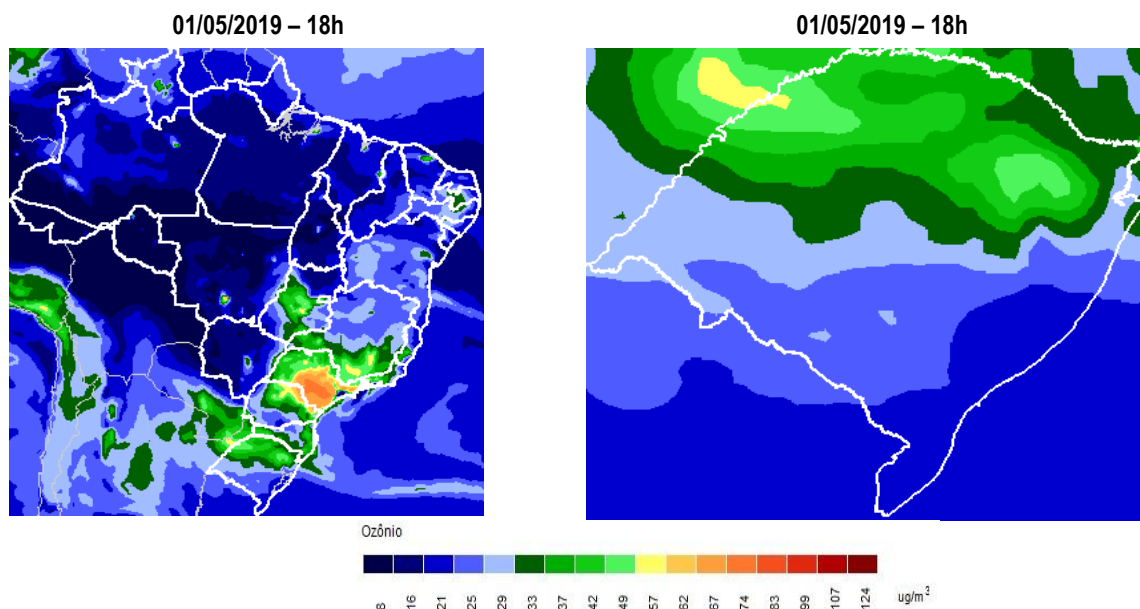 01/05/2019 – 18h
01/05/2019 – 18h
Ozônio
8 16 21 25 29 33 37 42 49 57 62 67 74 83 99 107 124 ug/m³